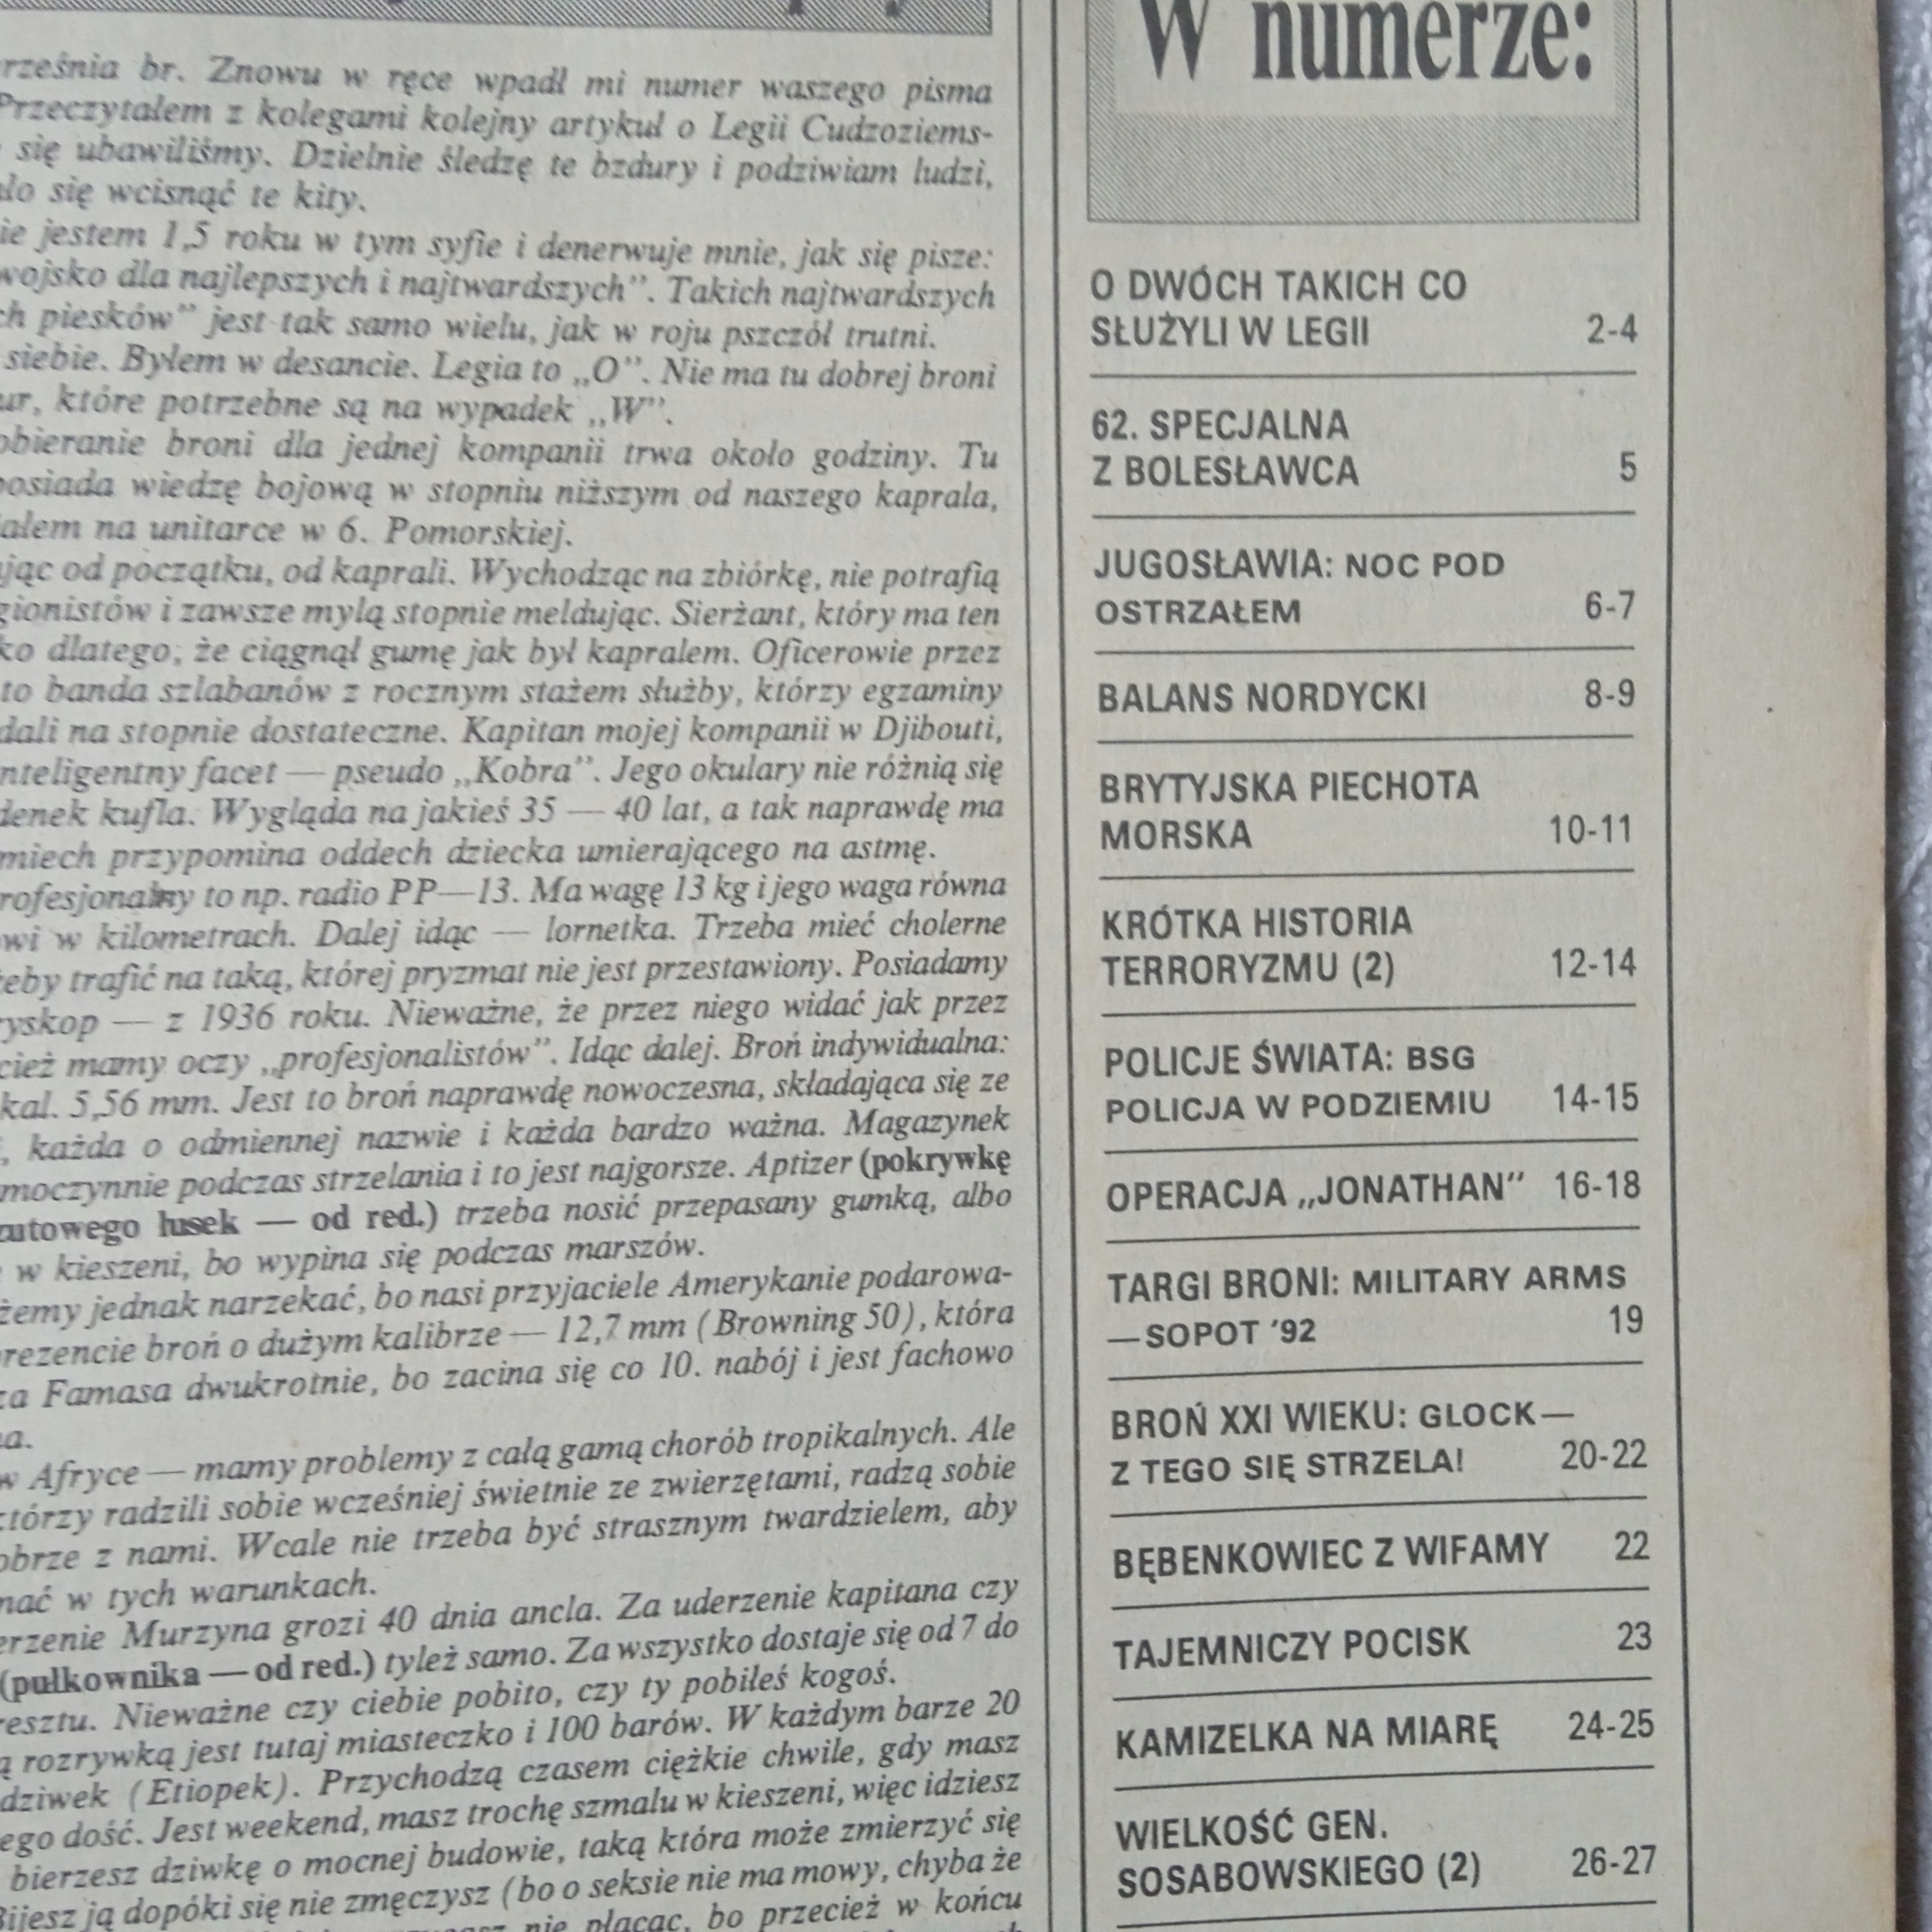 rześnia br. Znowu w ręce wpadł mi numer waszego pisma
Przeczytałem z kolegami kolejny artykuł o Legii Cudzoziems-
się ubawiliśmy. Dzielnie śledzę te bzdury i podziwiam ludzi,
ło się wcisnąć te kity.
ie jestem 1,5 roku w tym syfie i denerwuje mnie, jak się pisze:
wojsko dla najlepszych i najtwardszych”. Takich najtwardszych
ch piesków” jest tak samo wielu, jak w roju pszczół trutni.
siebie. Byłem w desancie. Legia to „O”. Nie ma tu dobrej broni
ur, które potrzebne są na wypadek „W”.
obieranie broni dla jednej kompanii trwa około godziny. Tu
posiada wiedzę bojową w stopniu niższym od naszego kaprala,
ałem na unitarce w 6. Pomorskiej.
jąc od początku, od kaprali. Wychodząc na zbiórkę, nie potrafią
gionistów i zawsze mylą stopnie meldując. Sierżant, który ma ten
ko dlatego, że ciągnął gumę jak był kapralem. Oficerowie przez
to banda szlabanów z rocznym stażem służby, którzy egzaminy
dali na stopnie dostateczne. Kapitan mojej kompanii w Djibouti,
nteligentny facet — pseudo „Kobra”. Jego okulary nie różnią się
denek kufla. Wygląda na jakieś 35 — 40 lat, a tak naprawdę ma
miech przypomina oddech dziecka umierającego na astmę.
rofesjonalny to np. radio PP—13. Ma wagę 13 kg i jego waga równa
owi w kilometrach. Dalej idąc — lornetka. Trzeba mieć cholerne
żeby trafić na taką, której pryzmat nie jest przestawiony. Posiadamy
ryskop — z 1936 roku. Nieważne, że przez niego widać jak przez
cież mamy oczy „profesjonalistów”. Idąc dalej. Broń indywidualna:
kal. 5,56 mm. Jest to broń naprawdę nowoczesna, składająca się ze
, każda o odmiennej nazwie i każda bardzo ważna. Magazynek
moczynnie podczas strzelania i to jest najgorsze. Aptizer (pokrywkę
zutowego łusek — od red.) trzeba nosić przepasany gumką, albo
w kieszeni, bo wypina się podczas marszów.
żemy jednak narzekać, bo nasi przyjaciele Amerykanie podarowa-
rezencie broń o dużym kalibrze — 12,7 mm (Browning 50), która
za Famasa dwukrotnie, bo zacina się co 10. nabój i jest fachowo
na.
w Afryce — mamy problemy z całą gamą chorób tropikalnych. Ale
którzy radzili sobie wcześniej świetnie ze zwierzętami, radzą sobie
obrze z nami. Wcale nie trzeba być strasznym twardzielem, aby
nać w tych warunkach.
erzenie Murzyna grozi 40 dnia ancla. Za uderzenie kapitana czy
(pułkownika — od red.) tyleż samo. Za wszystko dostaje się od 7 do
resztu. Nieważne czy ciebie pobito, czy ty pobiłeś kogoś.
ą rozrywką jest tutaj miasteczko i 100 barów. W każdym barze 20
dziwek (Etiopek). Przychodzą czasem ciężkie chwile, gdy masz
ego dość. Jest weekend, masz trochę szmalu w kieszeni, więc idziesz
bierzesz dziwkę o mocnej budowie, taką która może zmierzyć się
Bijesz ją dopóki się nie zmęczysz (bo o seksie nie ma mowy, chyba że
nie płacąc, bo przecież w końcu
W numerze:
O DWÓCH TAKICH CO
SŁUŻYLI W LEGII 2-4
62. SPECJALNA
Z BOLESŁAWCA 5
JUGOSŁAWIA: NOC POD
OSTRZAŁEM 6-7
BALANS NORDYCKI 8-9
BRYTYJSKA PIECHOTA
MORSKA 10-11
KRÓTKA HISTORIA
TERRORYZMU (2) 12-14
POLICJE ŚWIATA: BSG
POLICJA W PODZIEMIU 14-15
OPERACJA „JONATHAN” 16-18
TARGI BRONI: MILITARY ARMS
—SOPOT '92 19
BROŃ XXI WIEKU: GLOCK—
Z TEGO SIĘ STRZELA! 20-22
BĘBENKOWIEC Z WIFAMY 22
TAJEMNICZY POCISK 23
KAMIZELKA NA MIARĘ 24-25
WIELKOŚĆ GEN.
SOSABOWSKIEGO (2) 26-27